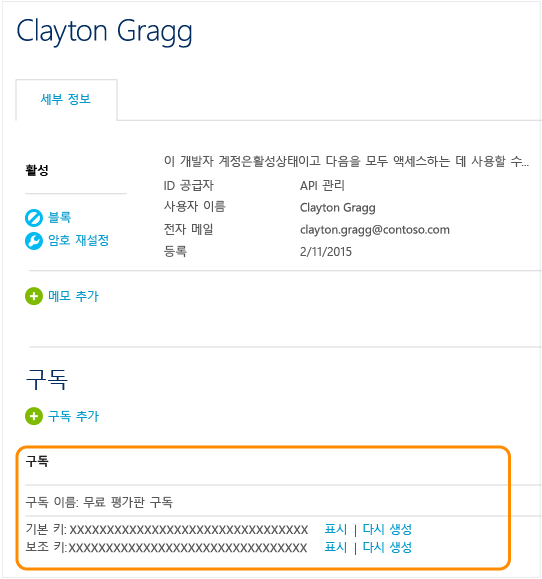 Clayton Gragg
세부 정보
활성
이 개발자 계정은활성상태이고 다음을 모두 액세스하는 데 사용할 수...
ID 공급자 API 관리
사용자 이름 Clayton Gragg
블록
전자 메일 clayton.gragg@contoso.com
암호 재설정
등록 2/11/2015
메모 추가
구독
구독 추가
구독
구독 이름: 무료 평가판 구독
기본 키: XXXXXXXXXXXXXXXXXXXXXXXXXXXXXXXX 표시 | 다시 생성
보조 키:XXXXXXXXXXXXXXXXXXXXXXXXXXXXXXXX 표시 | 다시 생성